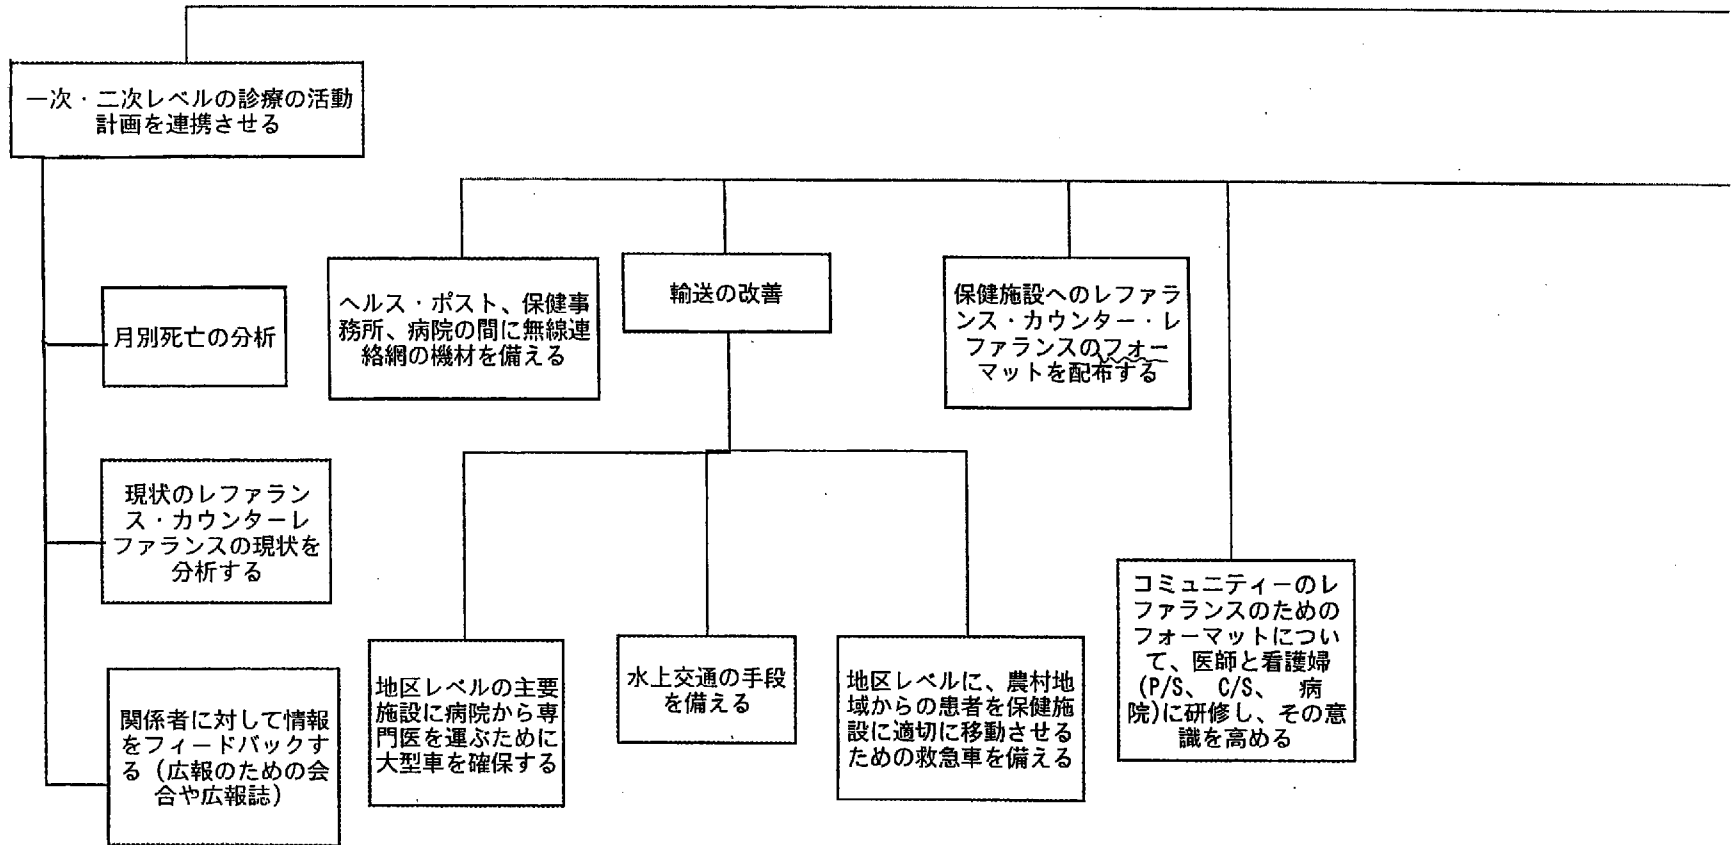 一次・二次レベルの診療の活動
計画を連携させる
月別死亡の分析
現状のレファラン
ス・カウンターレ
ファランスの現状を
分析する
関係者に対して情報
をフィードバックす
る（広報のための会
合や広報誌）
ヘルス・ポスト、保健事
務所、病院の間に無線連
絡網の機材を備える
輸送の改善
地区レベルの主要
施設に病院から専
門医を運ぶために
大型車を確保する
水上交通の手段
を備える
地区レベルに、農村地
域からの患者を保健施
設に適切に移動させる
ための救急車を備える
保健施設へのレファラ
ンス・カウンター・レ
ファランスのフォー
マットを配布する
コミュニティーのレ
ファランスのための
フォーマットについ
て、医師と看護婦
(P/S、 C/S、 病
院)に研修し、その意
識を高める